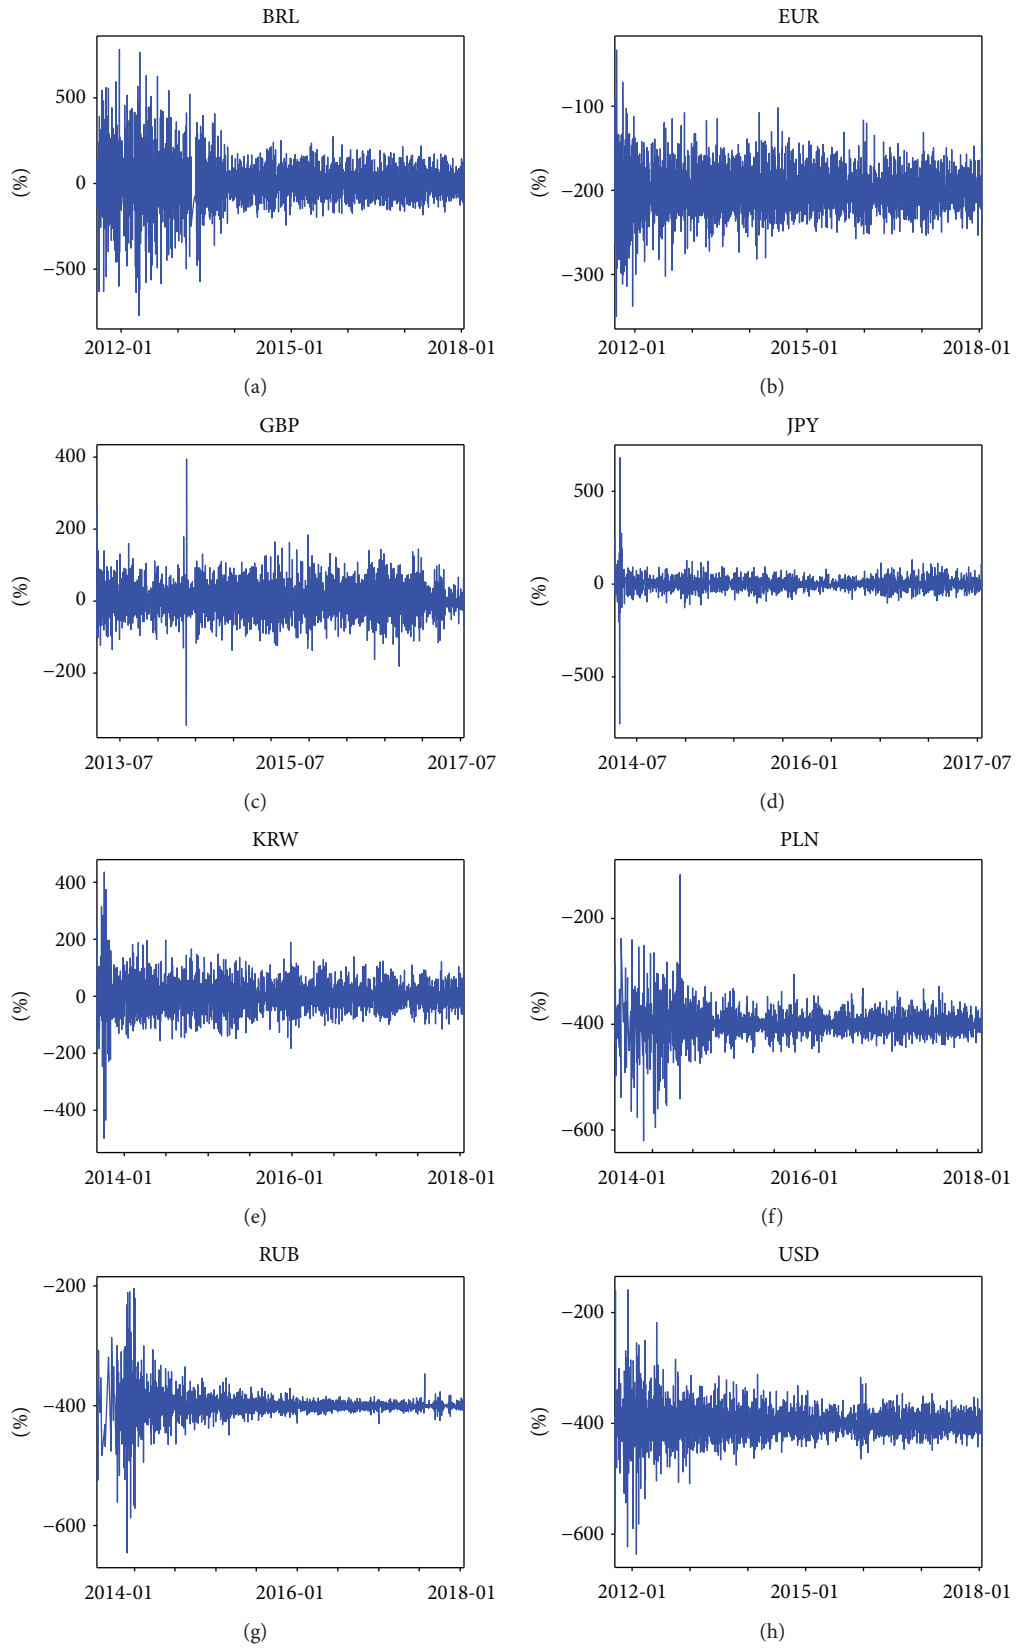 BRL
(%)
500
0
−500
2012-01 2015-01 2018-01
(a)
EUR
(%)
−100
−200
−300
2012-01 2015-01 2018-01
(b)
GBP
(%)
400
200
0
−200
2013-07 2015-07 2017-07
(c)
JPY
(%)
500
0
−500
2014-07 2016-01 2017-07
(d)
KRW
(%)
400
200
0
−200
−400
2014-01 2016-01 2018-01
(e)
PLN
(%)
−200
−400
−600
2014-01 2016-01 2018-01
(f)
RUB
(%)
−200
−400
−600
2014-01 2016-01 2018-01
(g)
USD
(%)
−200
−400
−600
2012-01 2015-01 2018-01
(h)